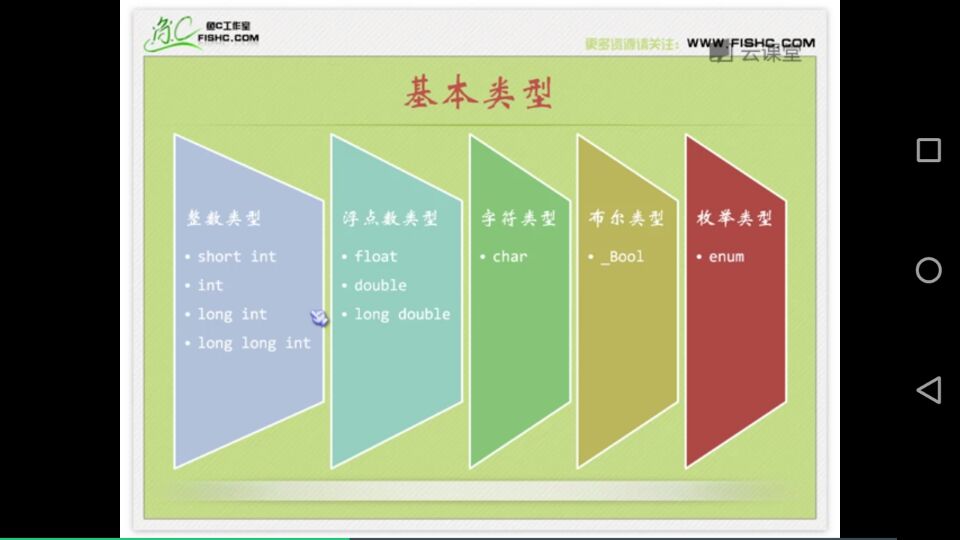 鱼C
鱼C工作室
FISHC.COM
更多资源请关注：
WWW.FISHC.COM
云课堂
基本类型
整数类型
• short int
• int
• long int
• long long int
浮点数类型
• float
• double
• long double
字符类型
• char
布尔类型
• _Bool
枚举类型
• enum